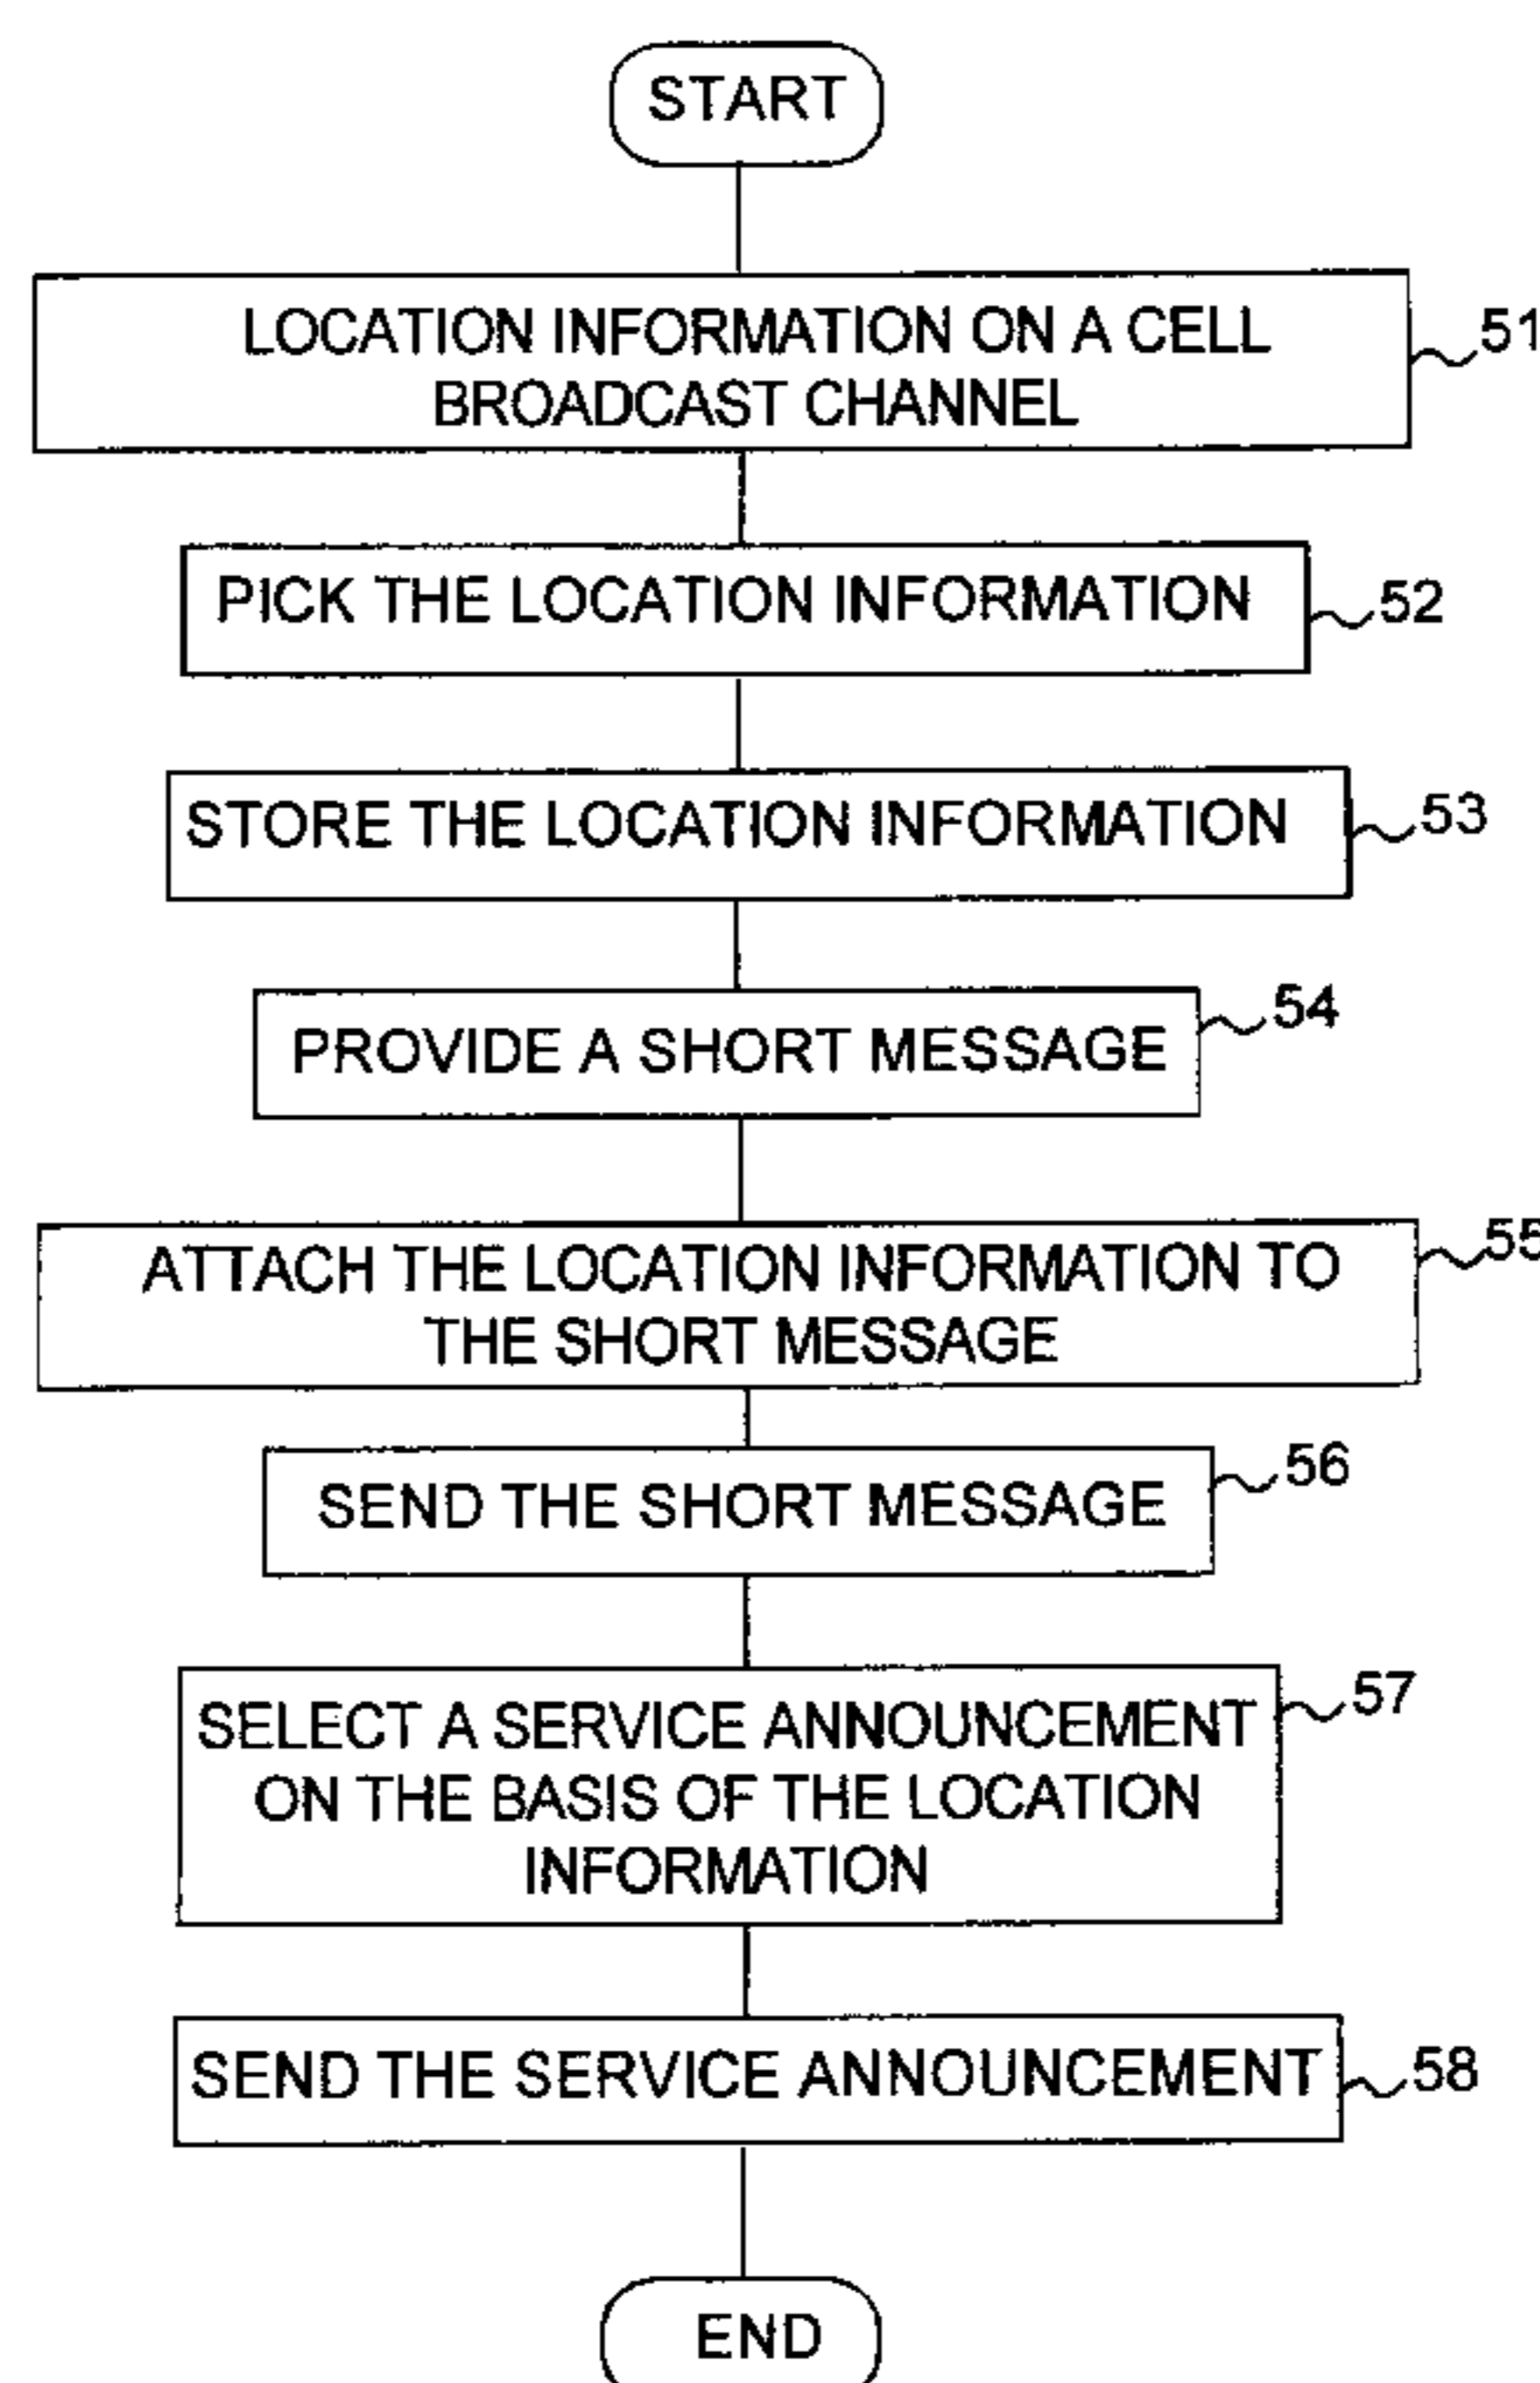 START
LOCATION INFORMATION ON A CELL
BROADCAST CHANNEL
51
PICK THE LOCATION INFORMATION
52
STORE THE LOCATION INFORMATION
53
PROVIDE A SHORT MESSAGE
54
ATTACH THE LOCATION INFORMATION TO
THE SHORT MESSAGE
55
SEND THE SHORT MESSAGE
56
SELECT A SERVICE ANNOUNCEMENT
ON THE BASIS OF THE LOCATION
INFORMATION
57
SEND THE SERVICE ANNOUNCEMENT
58
END